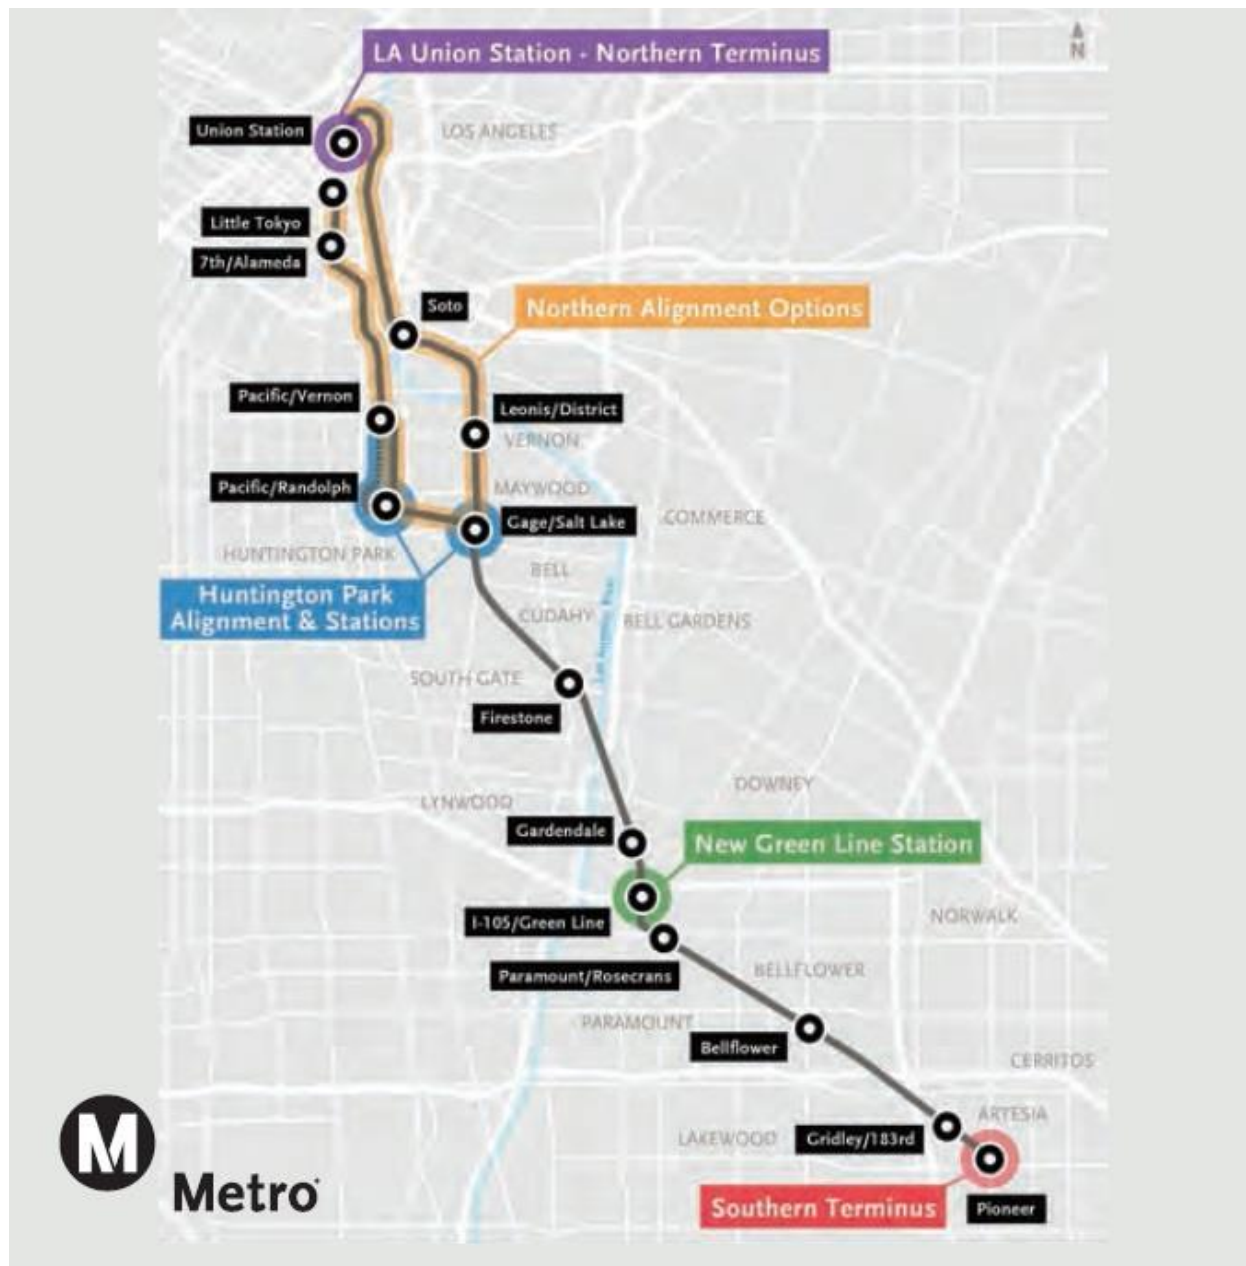 LA Union Station - Northern Terminus
N
Union Station
LOS ANGELES
Little Tokyo
7th/Alameda
Soto
Northern Alignment Options
Pacific/Vernon
Leonis/District
VERNON
Pacific/Randolph
MAYWOOD
Gage/Salt Lake
COMMERCE
HUNTINGTON PARK
BELL
Huntington Park
Alignment & Stations
CUDAHY
BELL GARDENS
Los Angeles River
SOUTH GATE
Firestone
DOWNEY
LYNWOOD
Gardendale
New Green Line Station
I-105/Green Line
NORWALK
Paramount/Rosecrans
BELLFLOWER
PARAMOUNT
Bellflower
CERRITOS
ARTESIA
LAKEWOOD
Gridley/183rd
M
Metro
Southern Terminus
Pioneer